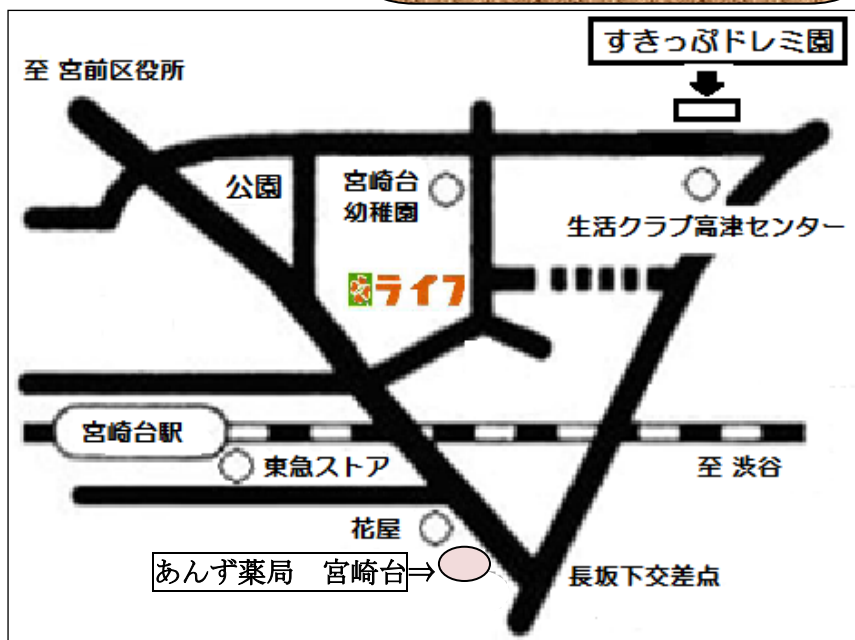 すきっぷドレミ園
至 宮前区役所
公園
宮崎台
幼稚園
生活クラブ高津センター
ライフ
宮崎台駅
東急ストア
至 渋谷
花屋
あんず薬局　宮崎台⇒
長坂下交差点